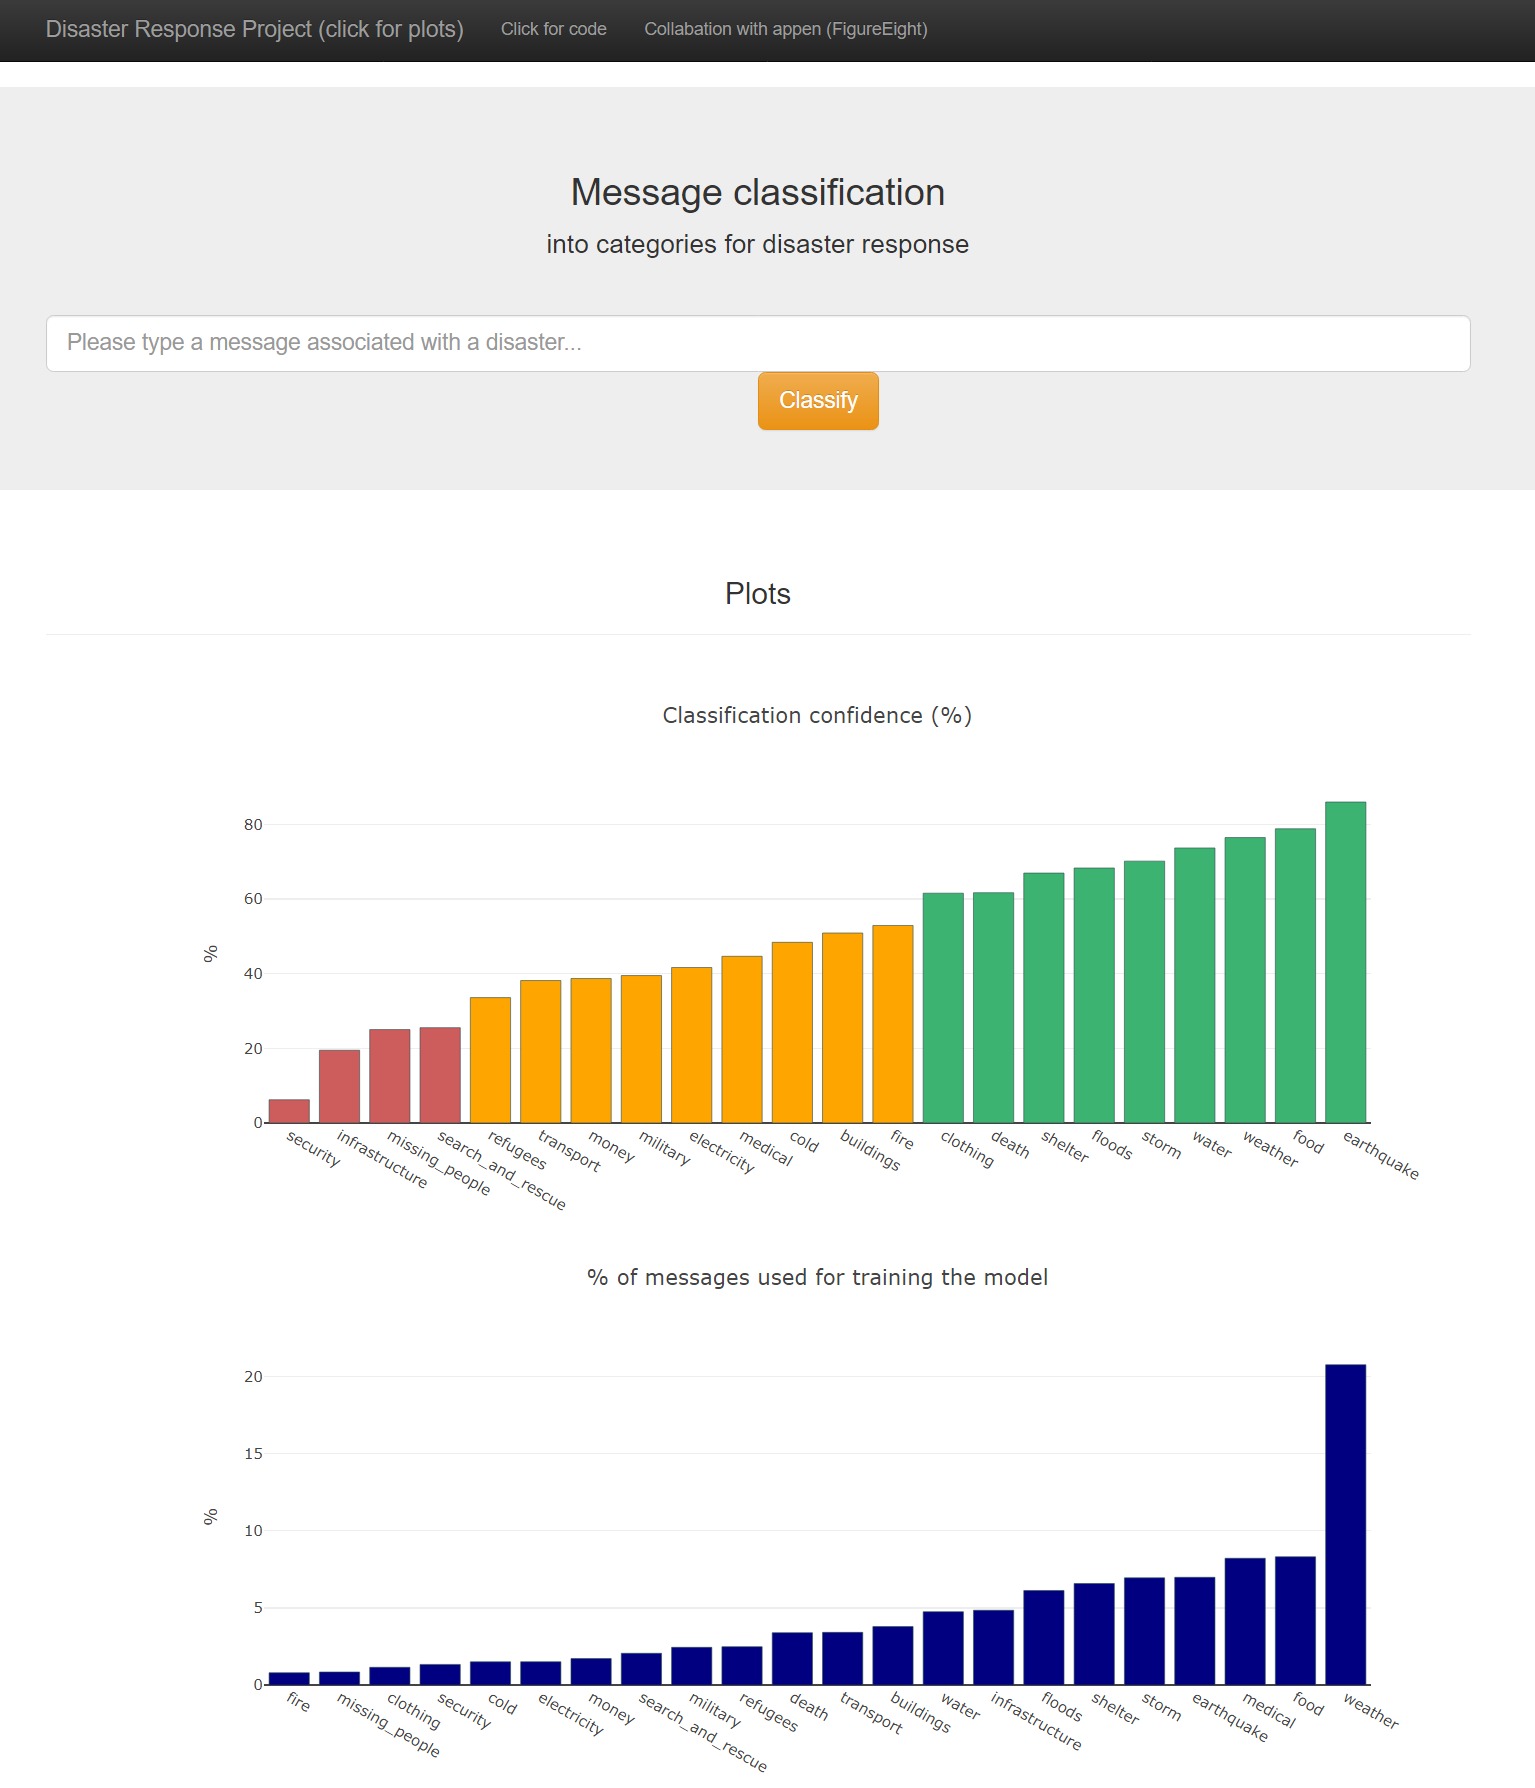 Disaster Response Project (click for plots) Click for code Collabation with appen (FigureEight)
Message classification
into categories for disaster response
Please type a message associated with a disaster...
Classify
Plots
Classification confidence (%)
80
60
%
40
20
0
security infrastructure missing_people search_and_rescue refugees transport money military electricity medical cold buildings fire clothing death shelter floods storm water weather food earthquake
% of messages used for training the model
20
15
%
10
5
0
fire missing_people clothing security cold electricity money search_and_rescue military refugees death transport buildings water infrastructure floods shelter storm earthquake medical food weather